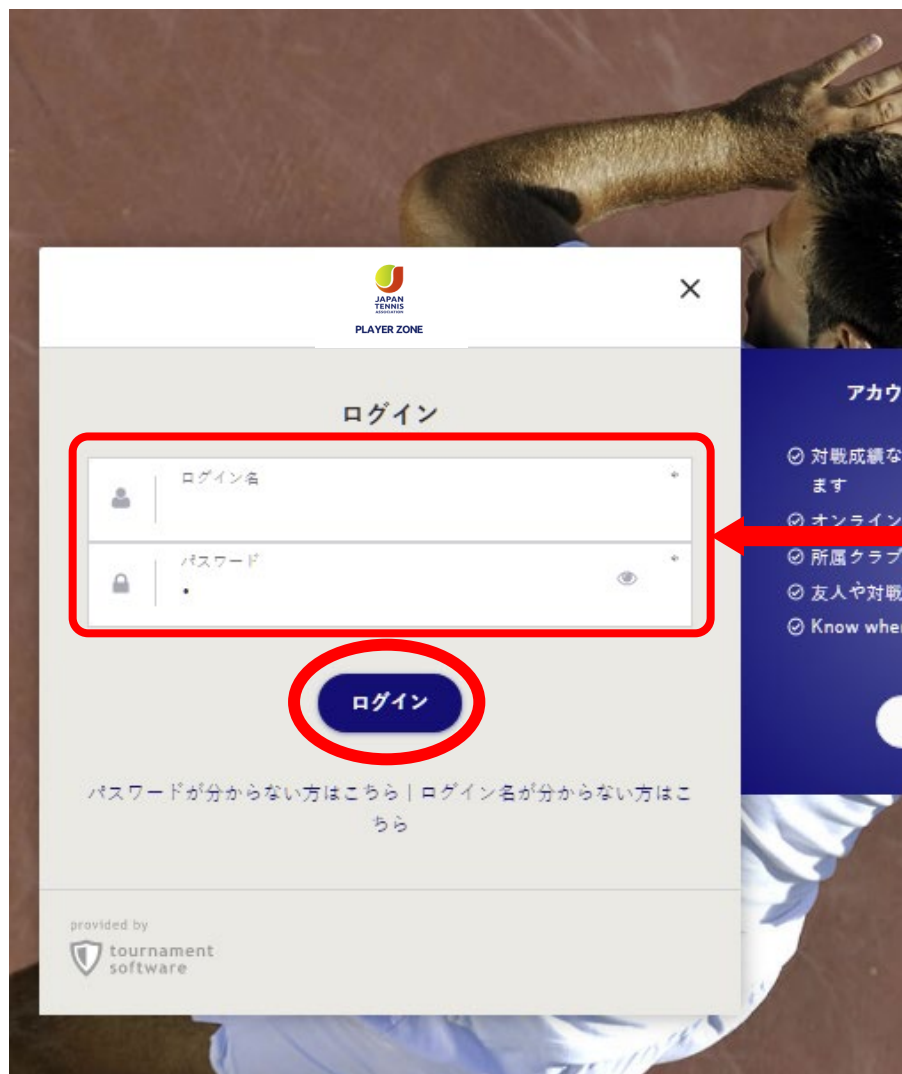 JAPAN
TENNIS
ASSOCIATION
PLAYER ZONE
ログイン
ログイン名
*
パスワード
*
•
ログイン
パスワードが分からない方はこちら | ログイン名が分からない方はこ
ちら
provided by
tournament
software
アカウ
対戦成績な
ます
オンライン
所属クラブ
友人や対戦
Know when